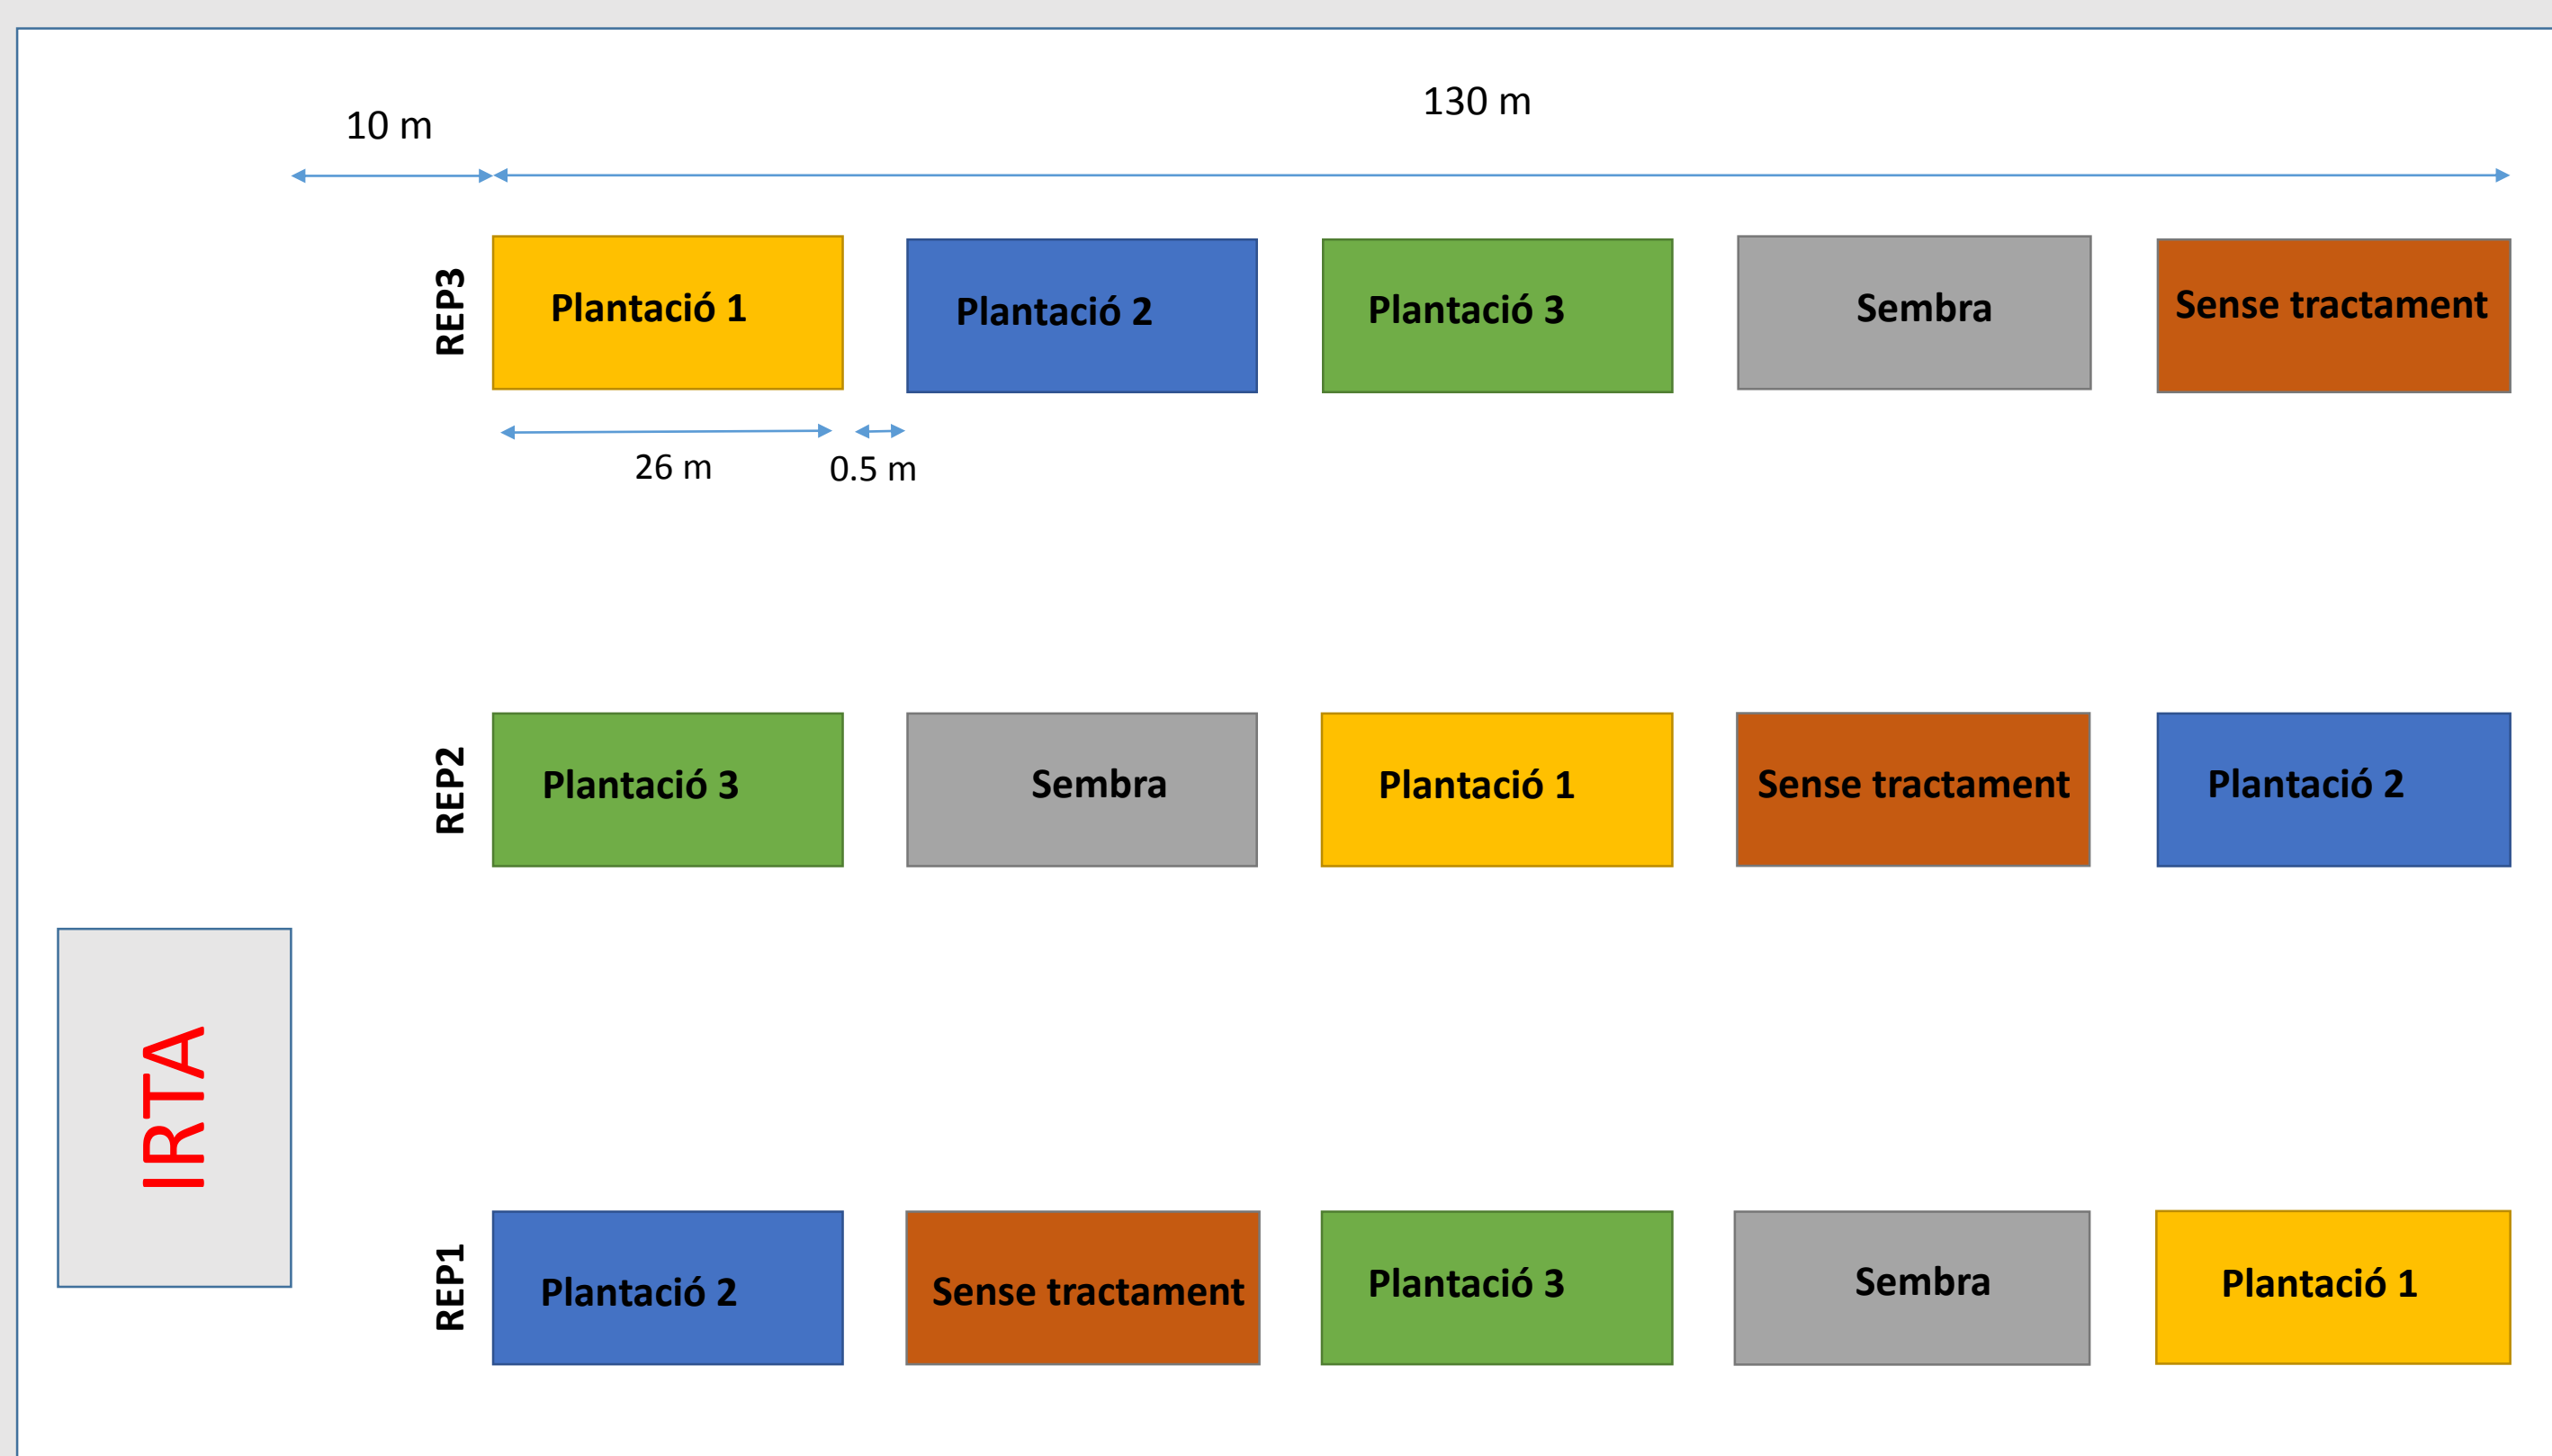 10 m
130 m
REP3
Plantació 1
Plantació 2
Plantació 3
Sembra
Sense tractament
26 m
0.5 m
REP2
Plantació 3
Sembra
Plantació 1
Sense tractament
Plantació 2
IRTA
REP1
Plantació 2
Sense tractament
Plantació 3
Sembra
Plantació 1